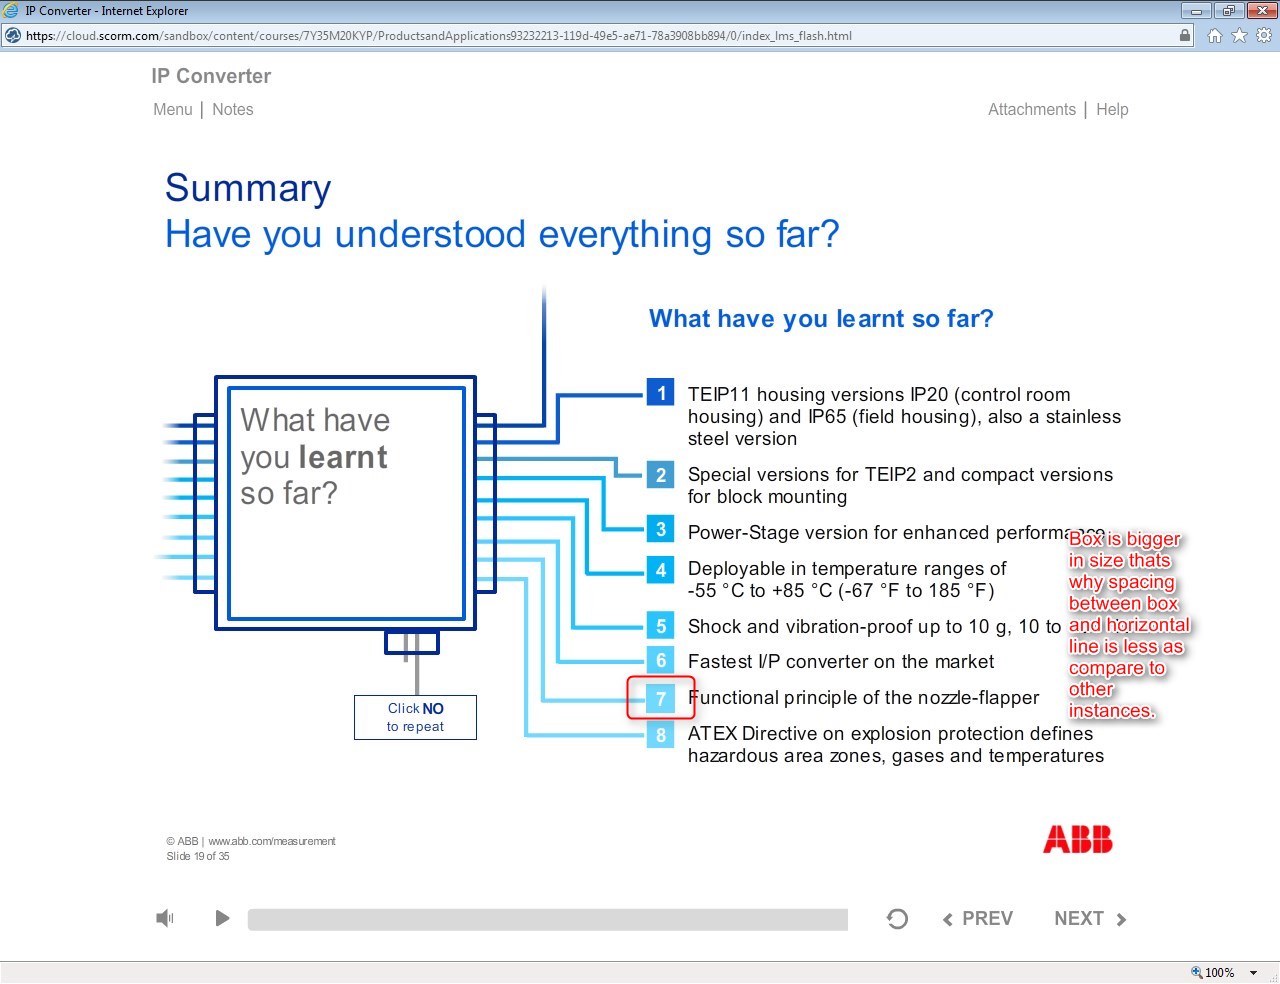 IP Converter - Internet Explorer
https://cloud.scorm.com/sandbox/content/courses/7Y35M20KYP/ProductsandApplications93232213-119d-49e5-ae71-78a3908bb894/0/index_lms_flash.html
IP Converter
Menu | Notes
Attachments | Help
Summary
Have you understood everything so far?
What have you learnt so far?
What have
you learnt
so far?
Click NO
to repeat
1 TEIP11 housing versions IP20 (control room
housing) and IP65 (field housing), also a stainless
steel version
2 Special versions for TEIP2 and compact versions
for block mounting
3 Power-Stage version for enhanced performance
4 Deployable in temperature ranges of
-55 °C to +85 °C (-67 °F to 185 °F)
5 Shock and vibration-proof up to 10 g, 10 to
6 Fastest I/P converter on the market
7 Functional principle of the nozzle-flapper
8 ATEX Directive on explosion protection defines
hazardous area zones, gases and temperatures
Box is bigger
in size thats
why spacing
between box
and horizontal
line is less as
compare to
other
instances.
© ABB | www.abb.com/measurement
Slide 19 of 35
ABB
PREV
NEXT
100%